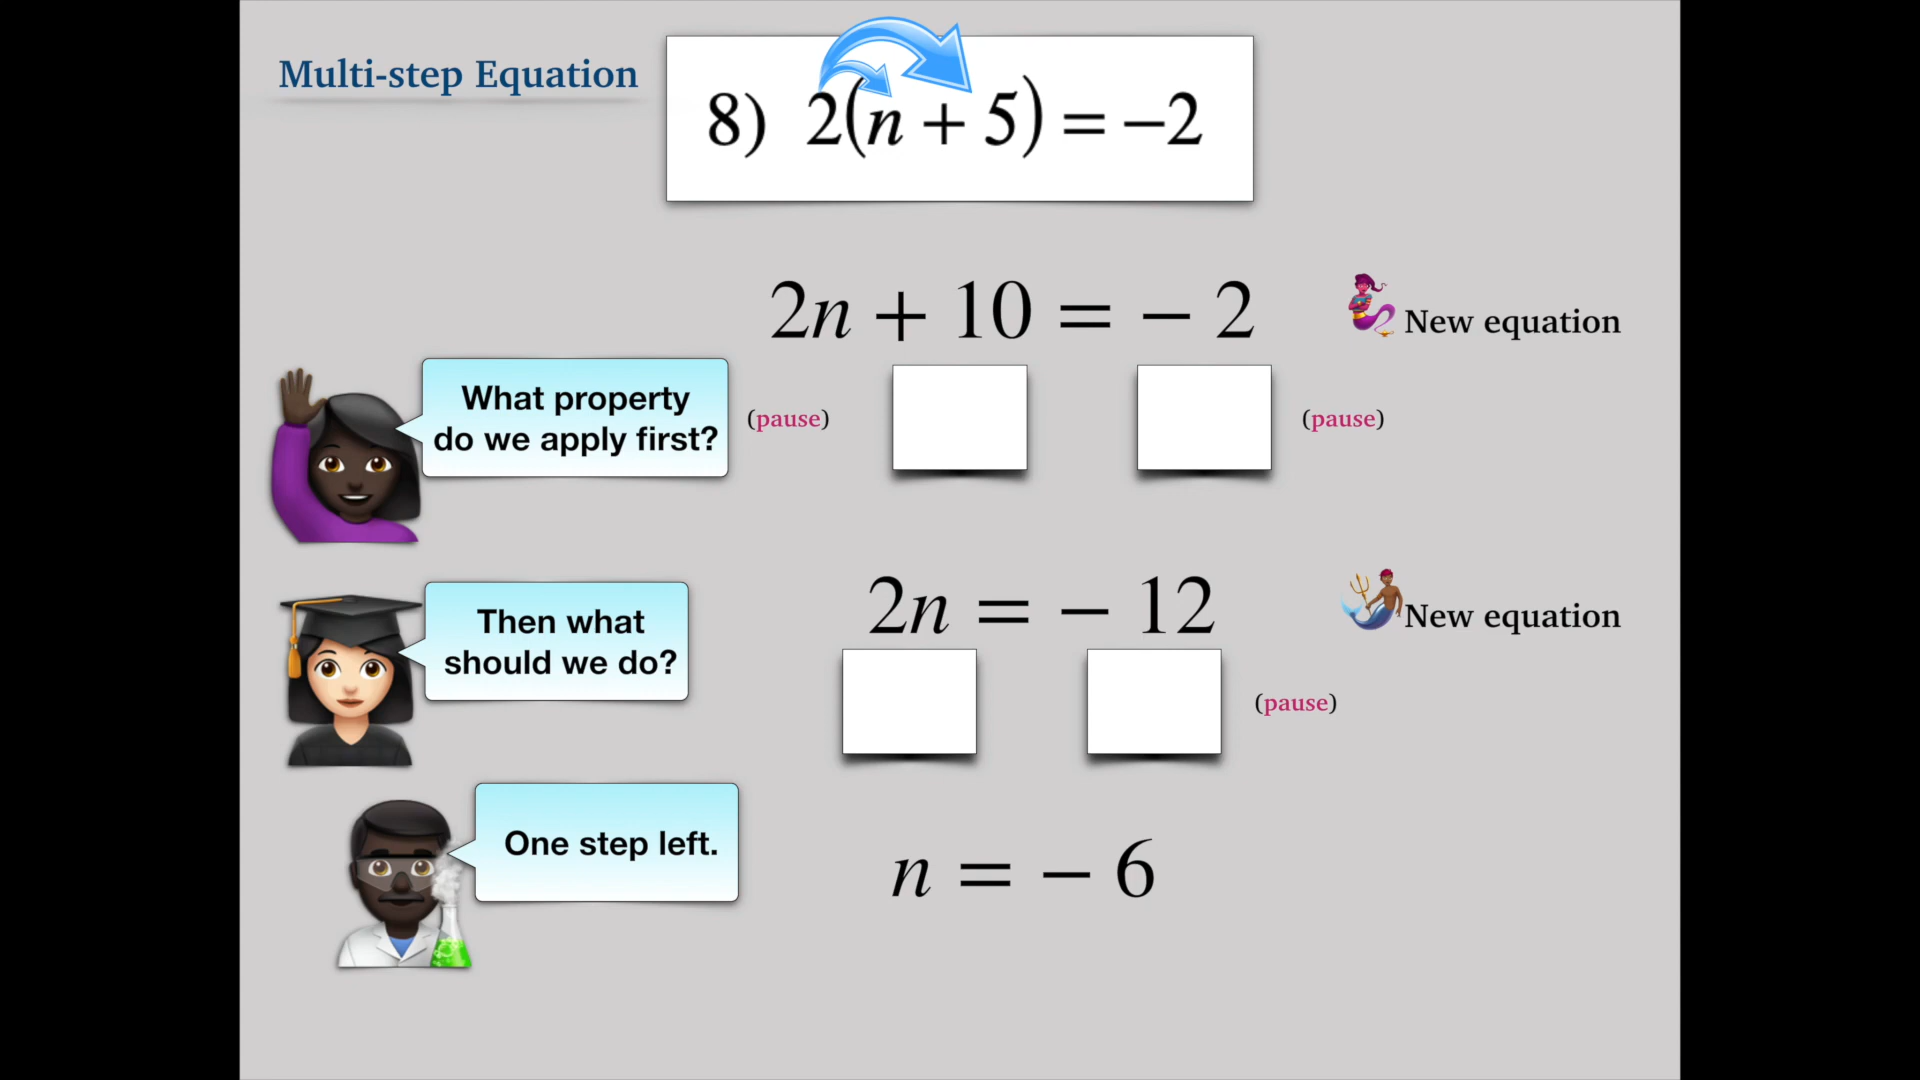 Multi-step Equation
8) 2(n + 5) = −2
2n + 10 = − 2
New equation
What property
do we apply first?
(pause)
(pause)
Then what
should we do?
2n = − 12
New equation
(pause)
One step left.
n = − 6